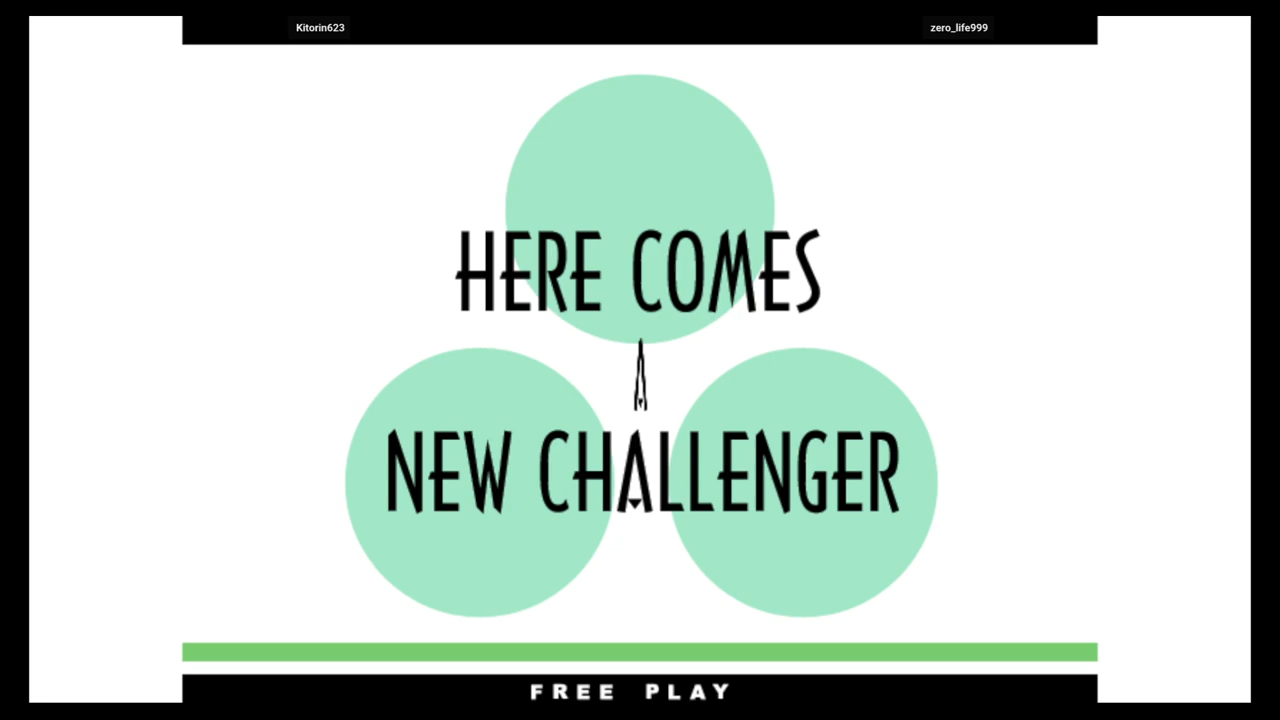 Kitorin623 zero_life999
HERE COMES
A
NEW CHALLENGER
FREE PLAY